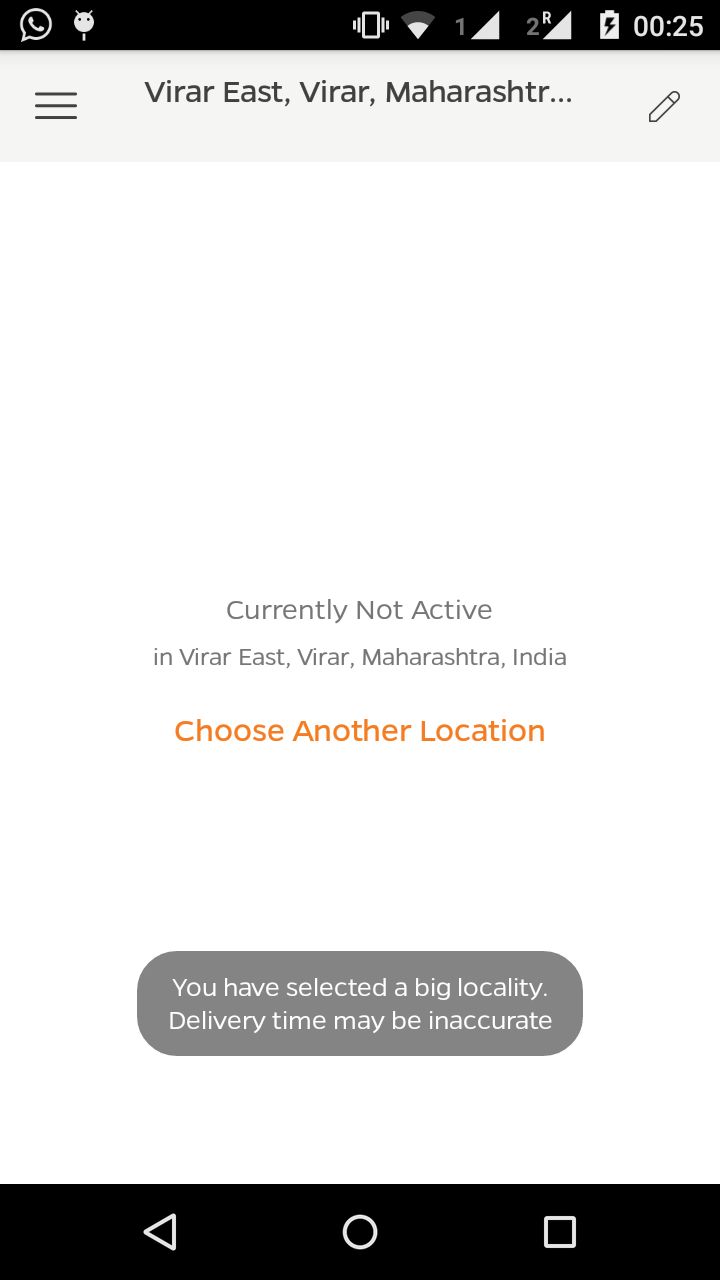 1 2 R 00:25
Virar East, Virar, Maharashtr...
Currently Not Active
in Virar East, Virar, Maharashtra, India
Choose Another Location
You have selected a big locality.
Delivery time may be inaccurate